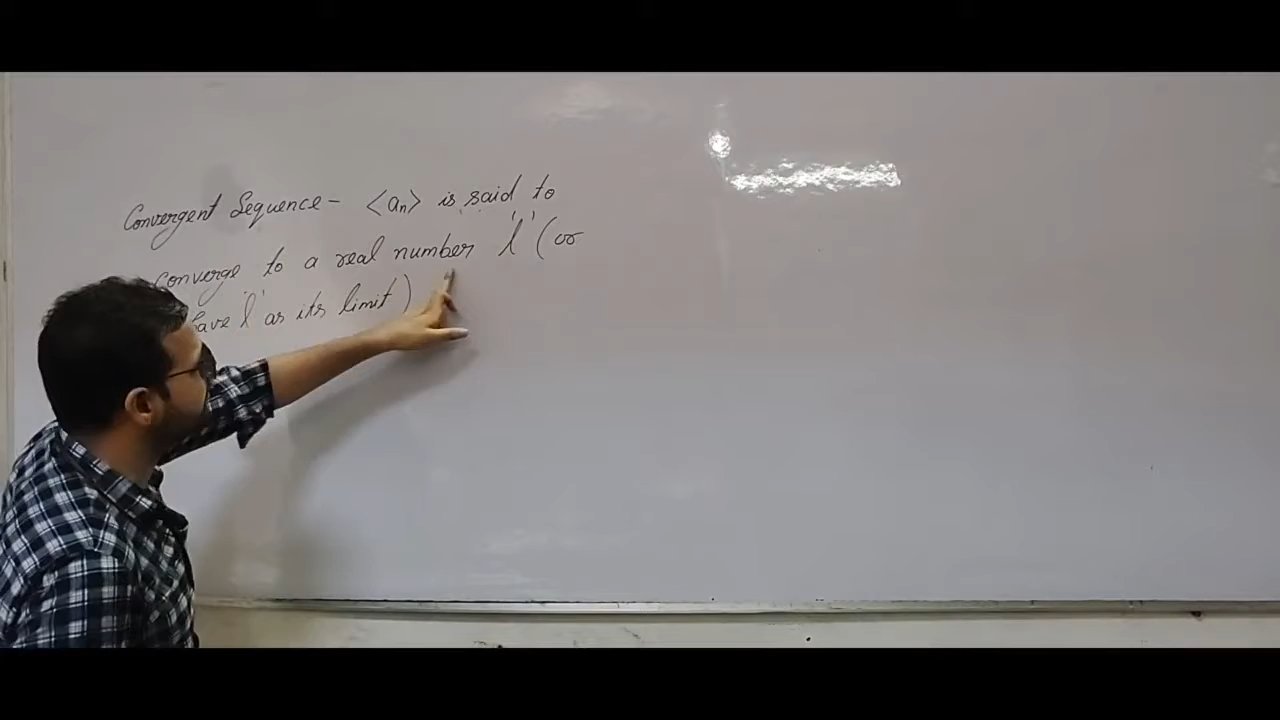 Convergent Sequence - <an> is said to
converge to a real number 'l' (or
have 'l' as its limit)